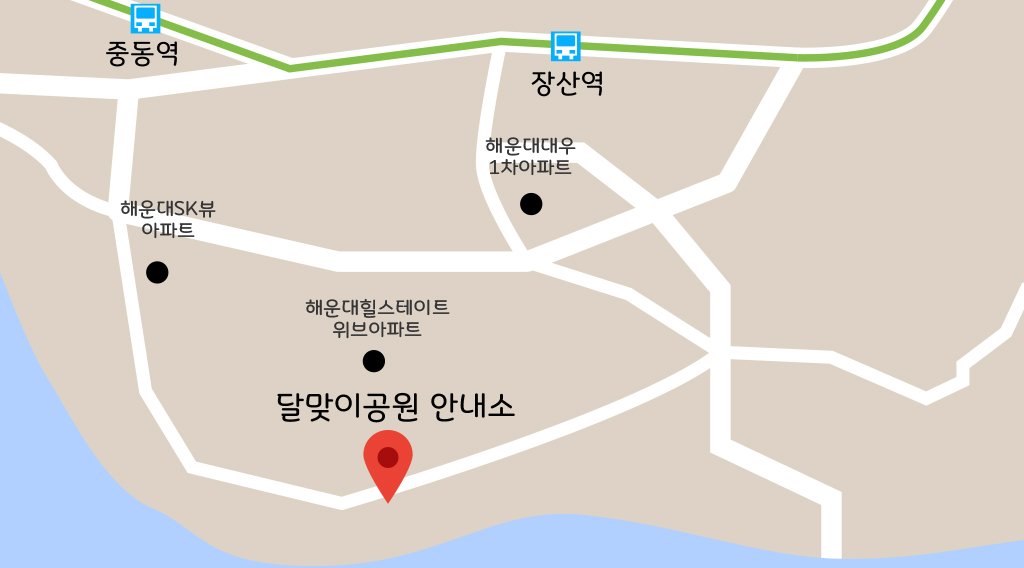 중동역
장산역
해운대대우
1차아파트
해운대SK뷰
아파트
해운대힐스테이트
위브아파트
달맞이공원 안내소